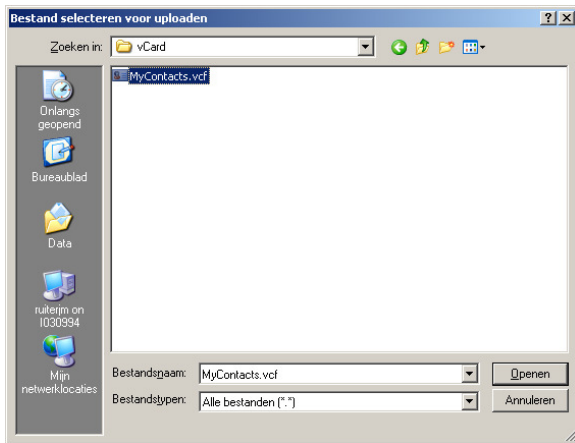 Bestand selecteren voor uploaden
Zoeken in: vCard
MyContacts.vcf
Onlangs
geopend
Bureaublad
Data
ruiterjm on
I030994
Mijn
netwerklocaties
Bestandsnaam: MyContacts.vcf Openen
Bestandstypen: Alle bestanden (*.*) Annuleren